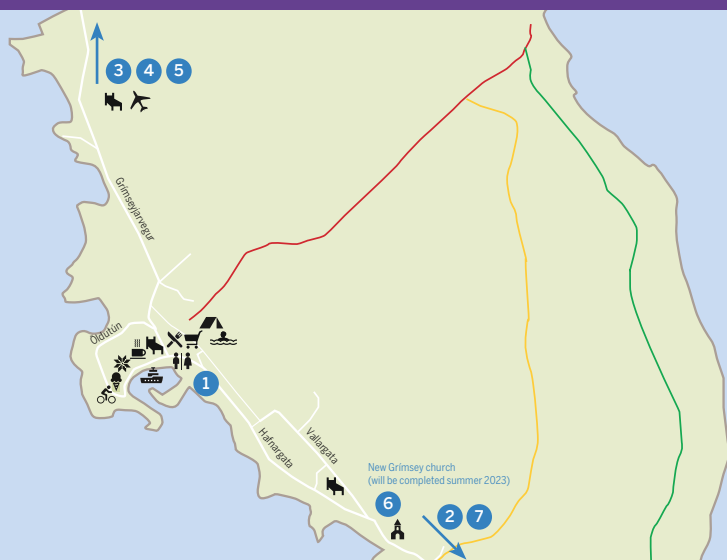 3 4 5
Grímseyjarvegur
Öldutún
1
Vallargata
Hafnargata
New Grímsey church
(will be completed summer 2023)
6
2 7